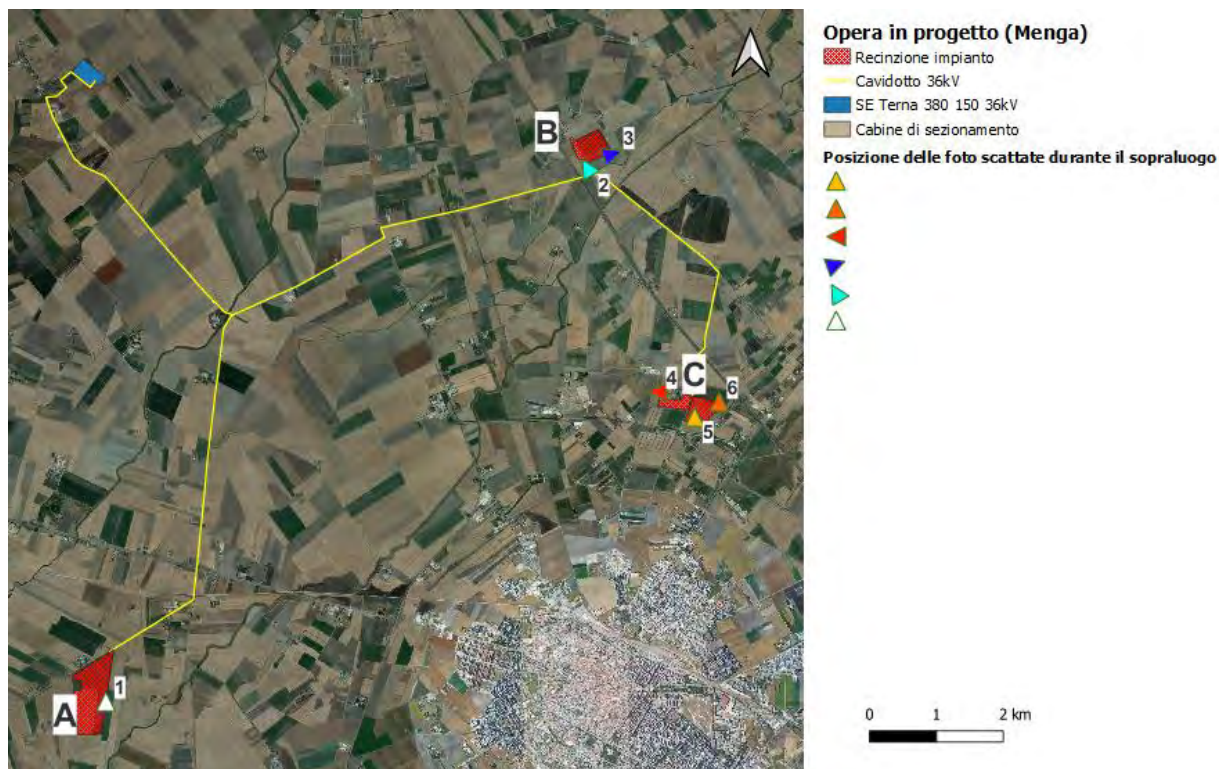 B
3
2
4
C
6
5
1
A
Opera in progetto (Menga)
Recinzione impianto
Cavidotto 36kV
SE Terna 380 150 36kV
Cabine di sezionamento
Posizione delle foto scattate durante il sopraluogo
0 1 2 km